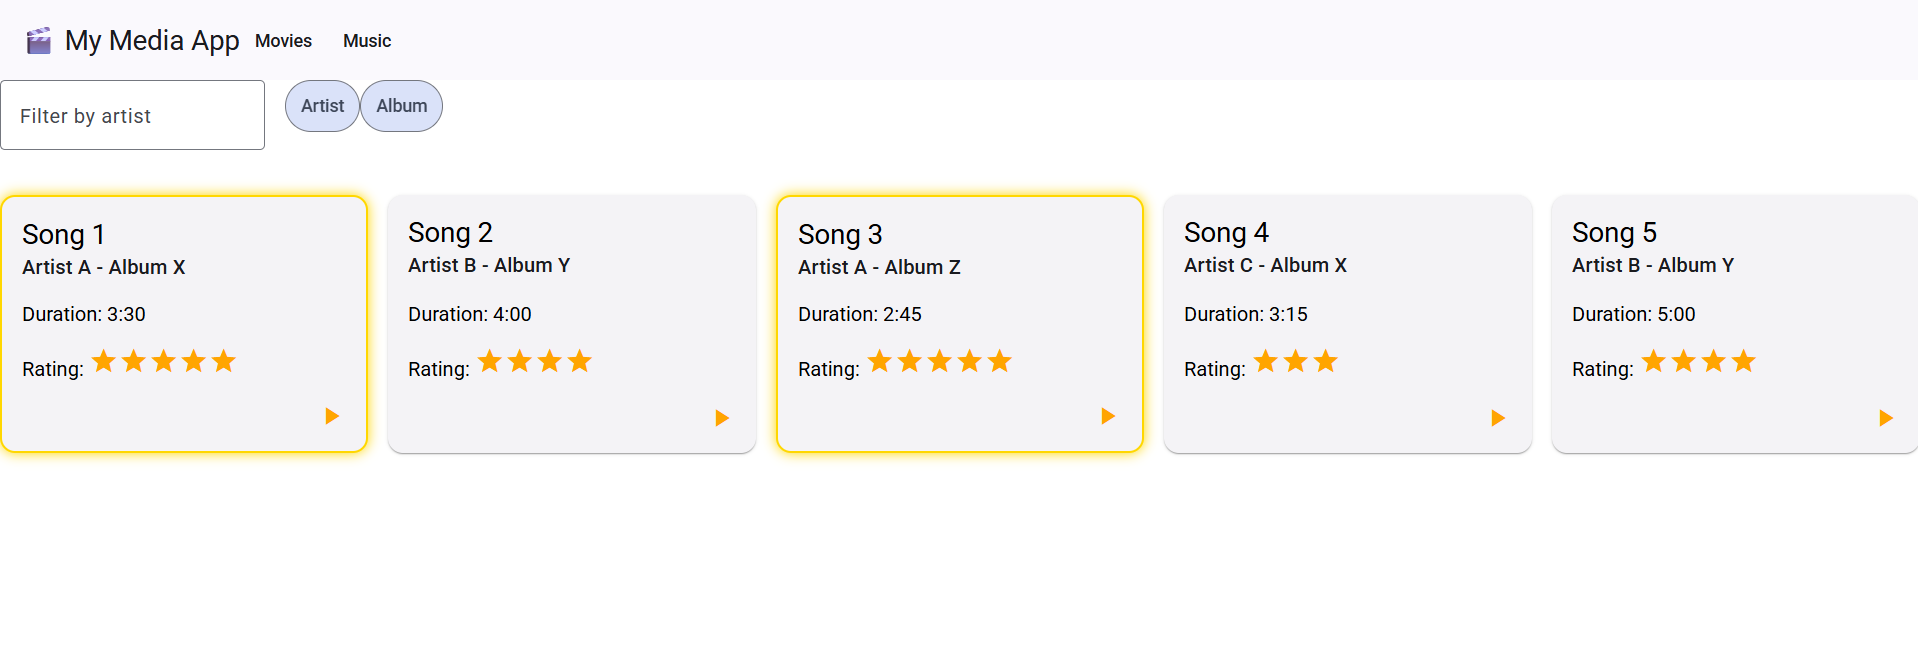 My Media App Movies Music
Filter by artist Artist Album
Song 1
Artist A - Album X
Duration: 3:30
Rating:
Song 2
Artist B - Album Y
Duration: 4:00
Rating:
Song 3
Artist A - Album Z
Duration: 2:45
Rating:
Song 4
Artist C - Album X
Duration: 3:15
Rating:
Song 5
Artist B - Album Y
Duration: 5:00
Rating: